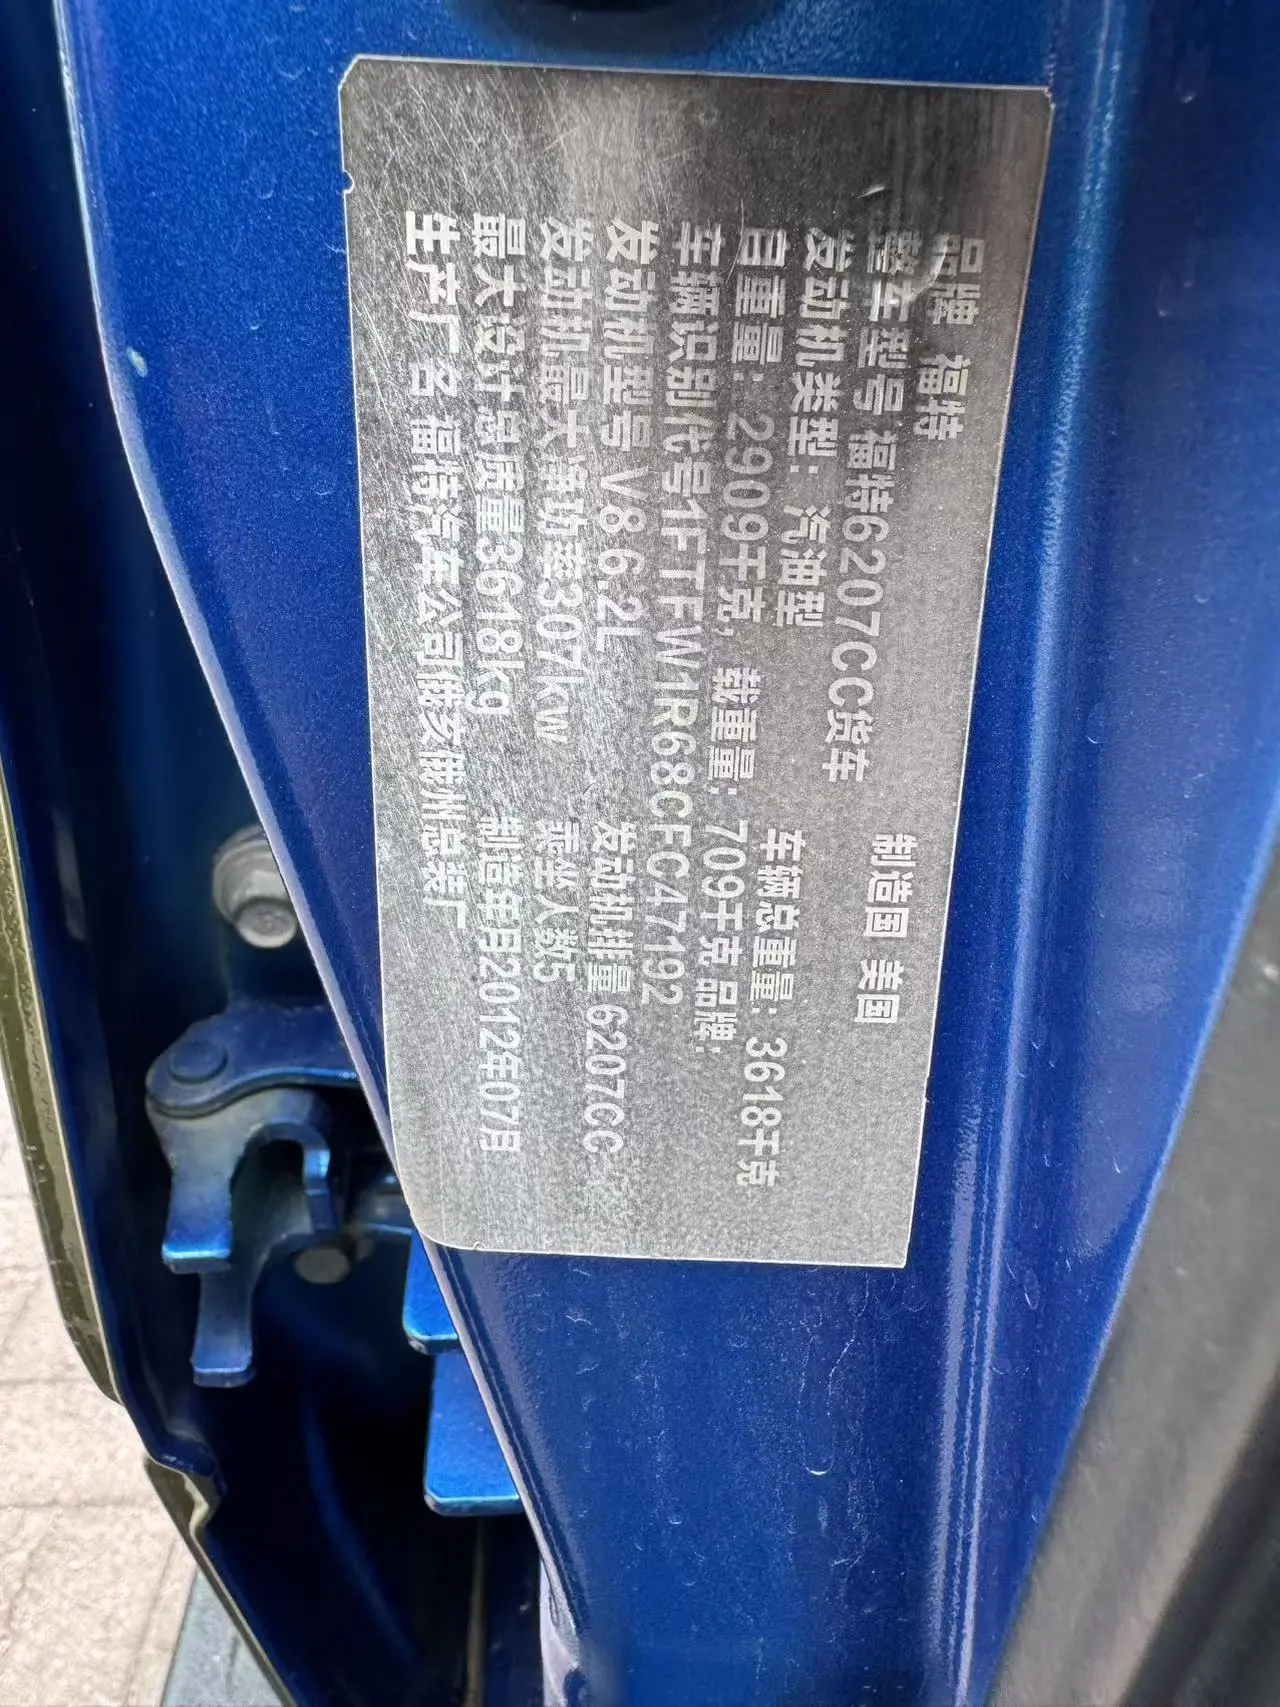 品牌 福特
整车型号 福特6207CC货车 制造国 美国
发动机类型：汽油型 车辆总重量：3618千克
自重量：2909千克，载重量：709千克 品牌：
车辆识别代号1FTFW1R68CFC47192
发动机型号 V8 6.2L 发动机排量 6207CC
发动机最大净功率307kw 乘坐人数5
最大设计总质量3618kg 制造年月2012年07月
生产厂名 福特汽车公司俄亥俄州总装厂